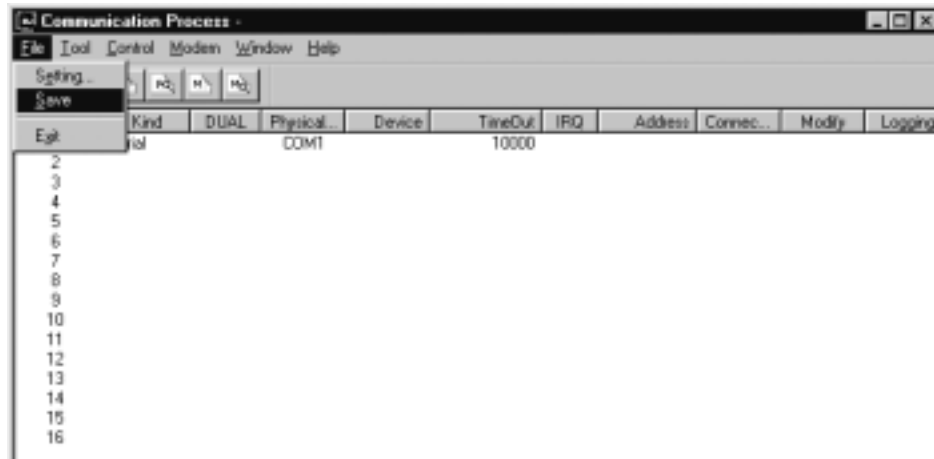 Communication Process -
File Tool Control Modem Window Help
Setting...
Save
Exit
Kind DUAL Physical... Device TimeOut IRQ Address Connec... Modify Logging
rial COM1 10000
2
3
4
5
6
7
8
9
10
11
12
13
14
15
16